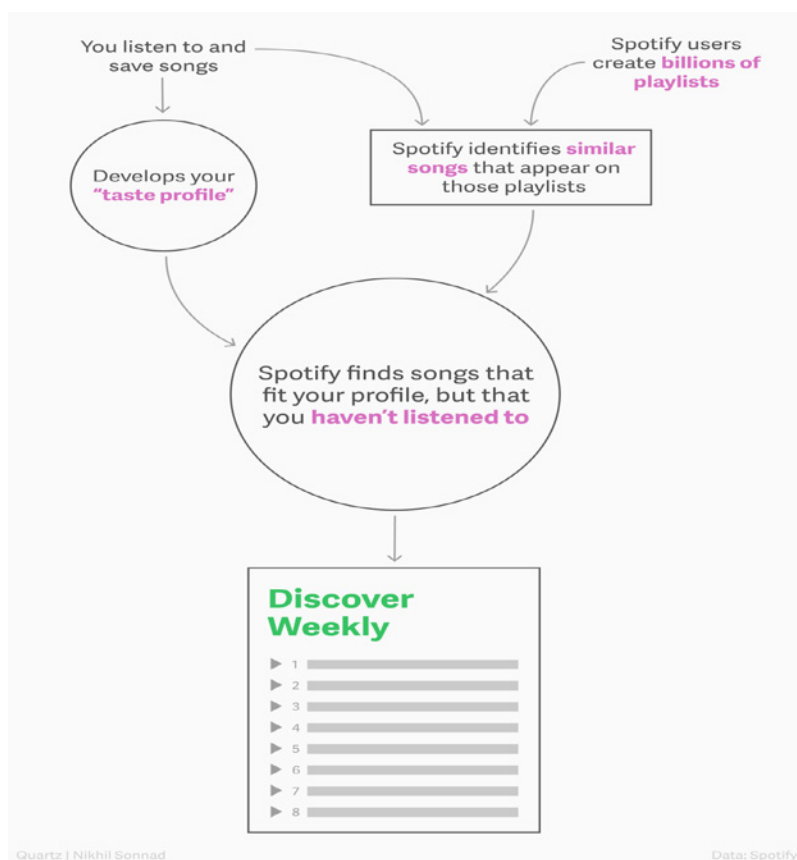 You listen to and
save songs
Spotify users
create billions of
playlists
Develops your
“taste profile”
Spotify identifies similar
songs that appear on
those playlists
Spotify finds songs that
fit your profile, but that
you haven’t listened to
Discover
Weekly
1
2
3
4
5
6
7
8
Quartz | Nikhil Sonnad
Data: Spotify